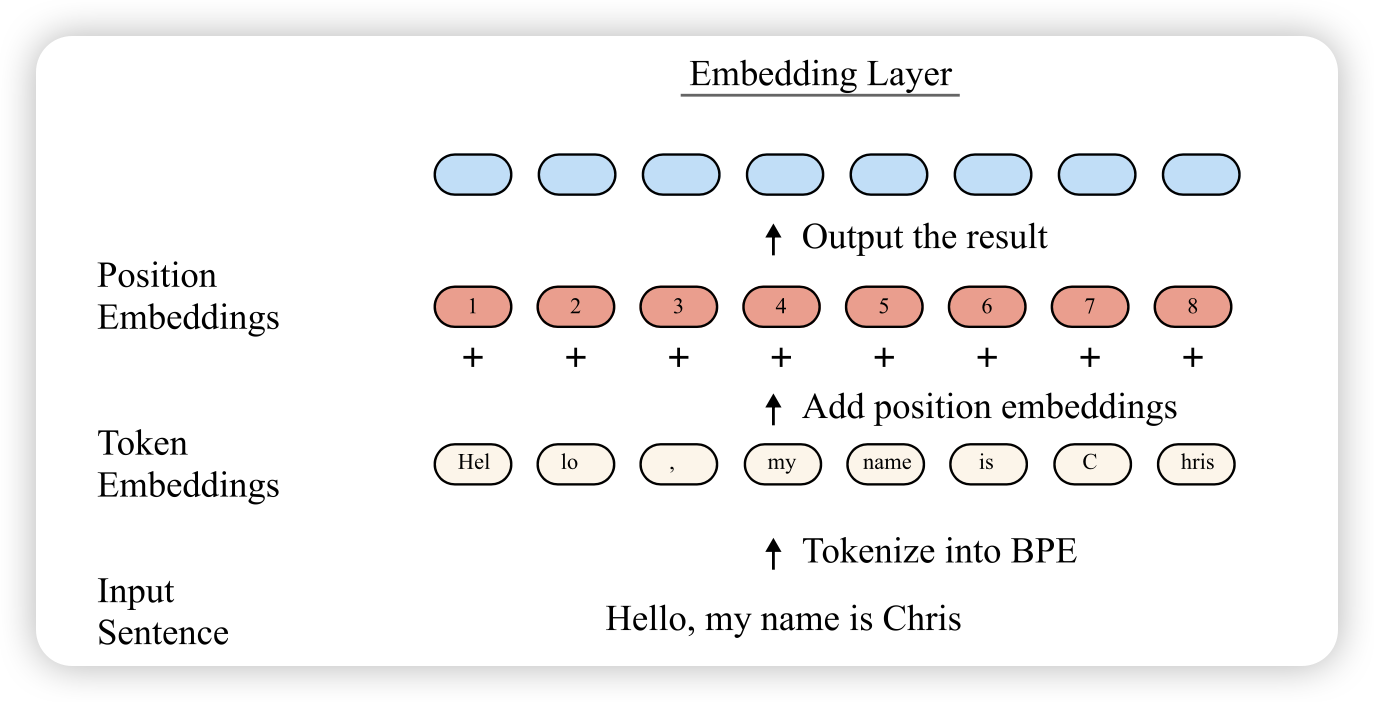 Embedding Layer
Output the result
Position
Embeddings
1 2 3 4 5 6 7 8
+ + + + + + + +
Add position embeddings
Token
Embeddings
Hel lo , my name is C hris
Tokenize into BPE
Input
Sentence
Hello, my name is Chris